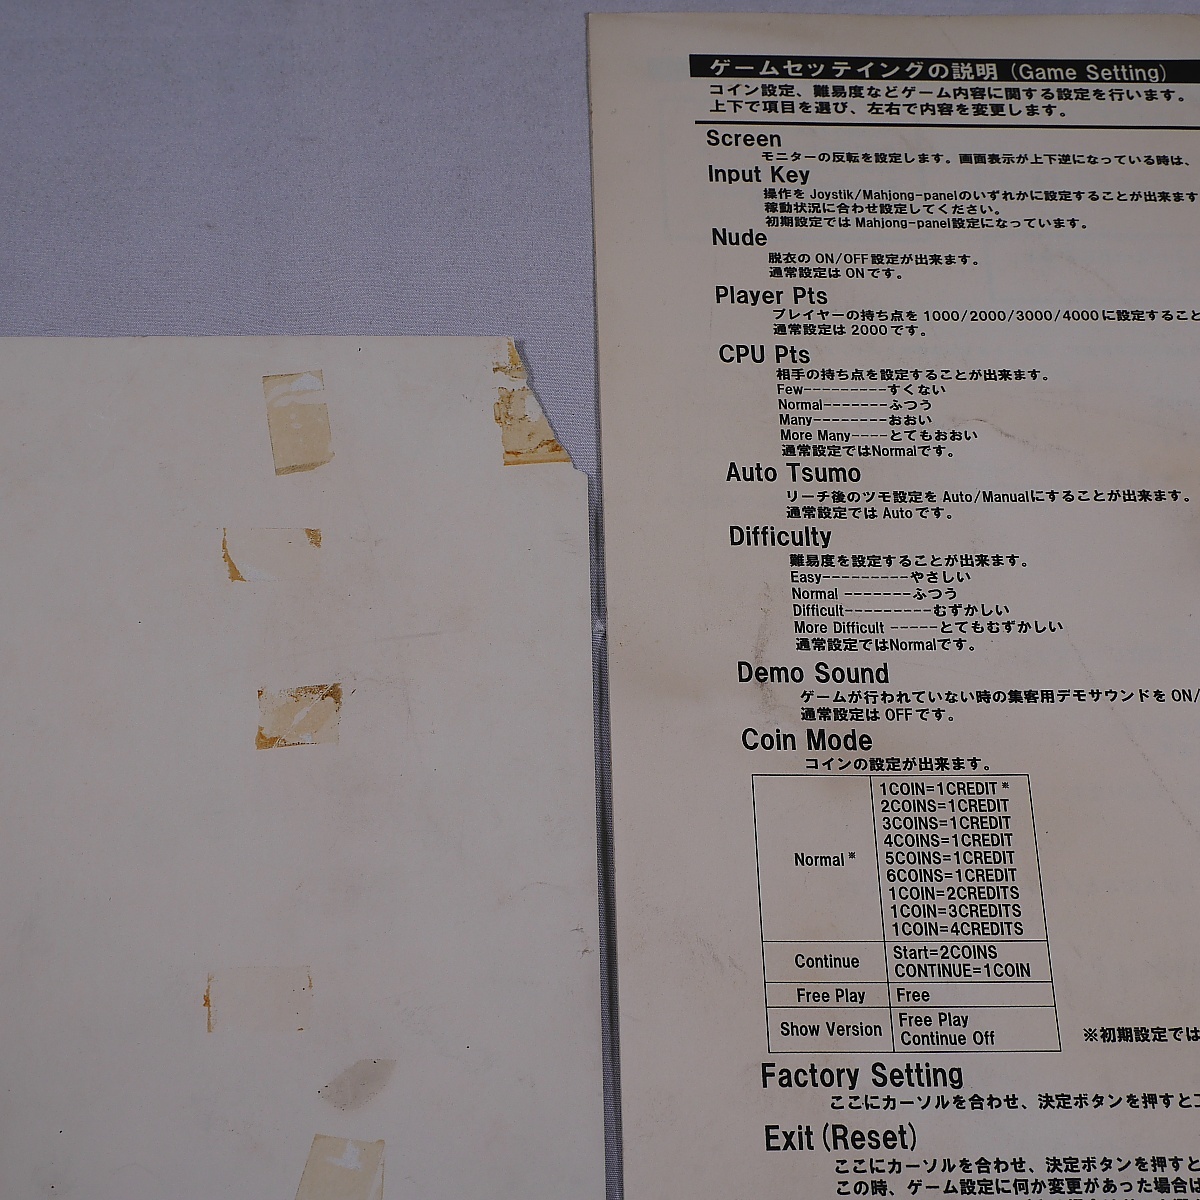 ゲームセッテイングの説明 (Game Setting)
コイン設定、難易度などゲーム内容に関する設定を行います。
上下で項目を選び、左右で内容を変更します。
Screen
モニターの反転を設定します。画面表示が上下逆になっている時は、
Input Key
操作を Joystik/Mahjong-panelのいずれかに設定することが出来ます
稼動状況に合わせ設定してください。
初期設定では Mahjong-panel設定になっています。
Nude
脱衣の ON/OFF設定が出来ます。
通常設定は ONです。
Player Pts
プレイヤーの持ち点を 1000/2000/3000/4000に設定すること
通常設定は 2000です。
CPU Pts
相手の持ち点を設定することが出来ます。
Few---------すくない
Normal-------ふつう
Many--------おおい
More Many----とてもおおい
通常設定ではNormalです。
Auto Tsumo
リーチ後のツモ設定を Auto/Manualにすることが出来ます。
通常設定では Autoです。
Difficulty
難易度を設定することが出来ます。
Easy---------やさしい
Normal -------ふつう
Difficult---------むずかしい
More Difficult -----とてもむずかしい
通常設定ではNormalです。
Demo Sound
ゲームが行われていない時の集客用デモサウンドを ON/
通常設定は OFFです。
Coin Mode
コインの設定が出来ます。
Normal※
1COIN=1CREDIT※
2COINS=1CREDIT
3COINS=1CREDIT
4COINS=1CREDIT
5COINS=1CREDIT
6COINS=1CREDIT
1COIN=2CREDITS
1COIN=3CREDITS
1COIN=4CREDITS
Continue
Start=2COINS
CONTINUE=1COIN
Free Play
Free
Show Version
Free Play
Continue Off
※初期設定では
Factory Setting
ここにカーソルを合わせ、決定ボタンを押すと工
Exit (Reset)
ここにカーソルを合わせ、決定ボタンを押すと
この時、ゲーム設定に何か変更があった場合は